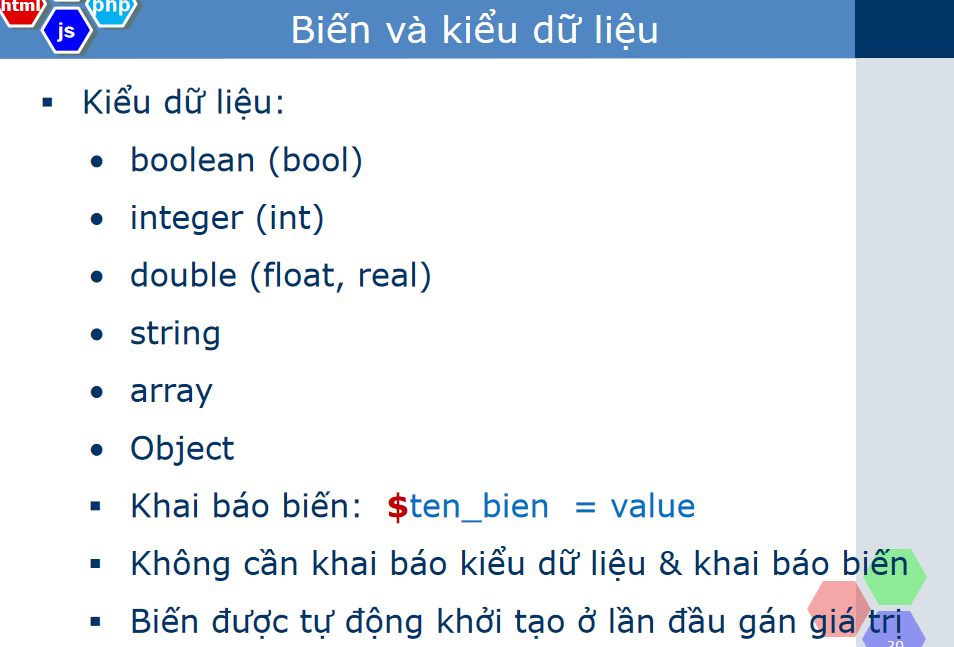 html
php
js
Biến và kiểu dữ liệu
▪ Kiểu dữ liệu:
• boolean (bool)
• integer (int)
• double (float, real)
• string
• array
• Object
▪ Khai báo biến: $ten_bien = value
▪ Không cần khai báo kiểu dữ liệu & khai báo biến
▪ Biến được tự động khởi tạo ở lần đầu gán giá trị
20